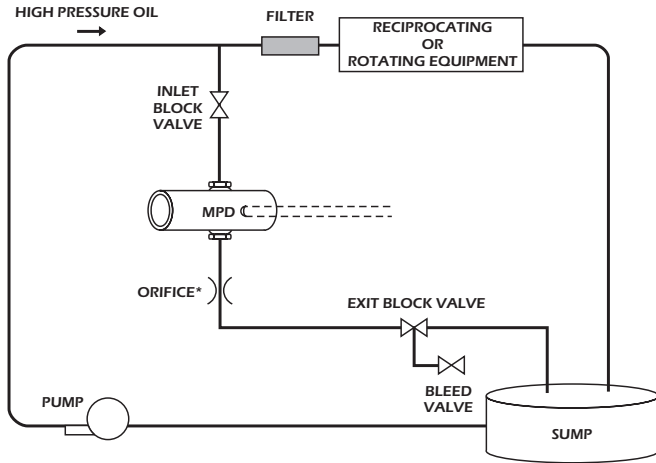 HIGH PRESSURE OIL
FILTER
RECIPROCATING
OR
ROTATING EQUIPMENT
INLET
BLOCK
VALVE
MPD
ORIFICE*
EXIT BLOCK VALVE
BLEED
VALVE
PUMP
SUMP